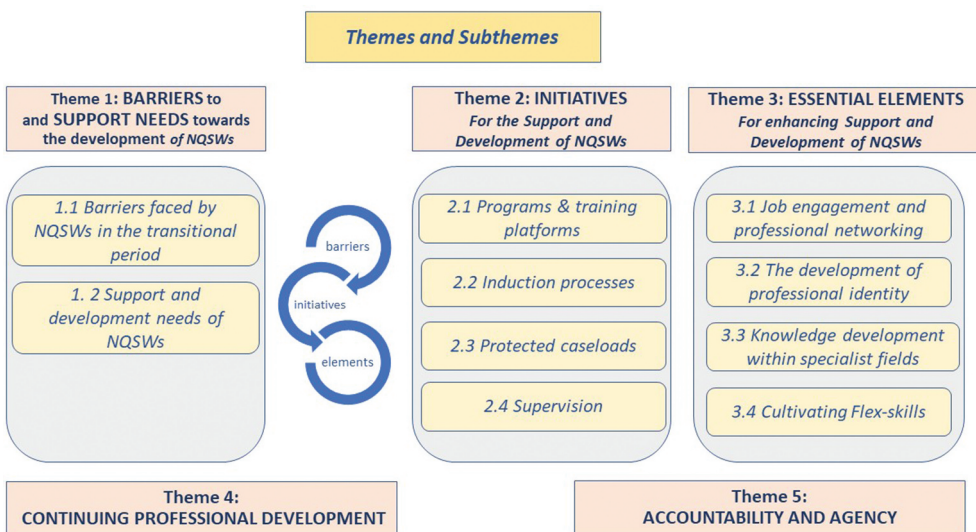 Themes and Subthemes
Theme 1: BARRIERS to
and SUPPORT NEEDS towards
the development of NQSWs
1.1 Barriers faced by
NQSWs in the transitional
period
1. 2 Support and
development needs of
NQSWs
barriers
initiatives
elements
Theme 2: INITIATIVES
For the Support and
Development of NQSWs
2.1 Programs & training
platforms
2.2 Induction processes
2.3 Protected caseloads
2.4 Supervision
Theme 3: ESSENTIAL ELEMENTS
For enhancing Support and
Development of NQSWs
3.1 Job engagement and
professional networking
3.2 The development of
professional identity
3.3 Knowledge development
within specialist fields
3.4 Cultivating Flex-skills
Theme 4:
CONTINUING PROFESSIONAL DEVELOPMENT
Theme 5:
ACCOUNTABILITY AND AGENCY